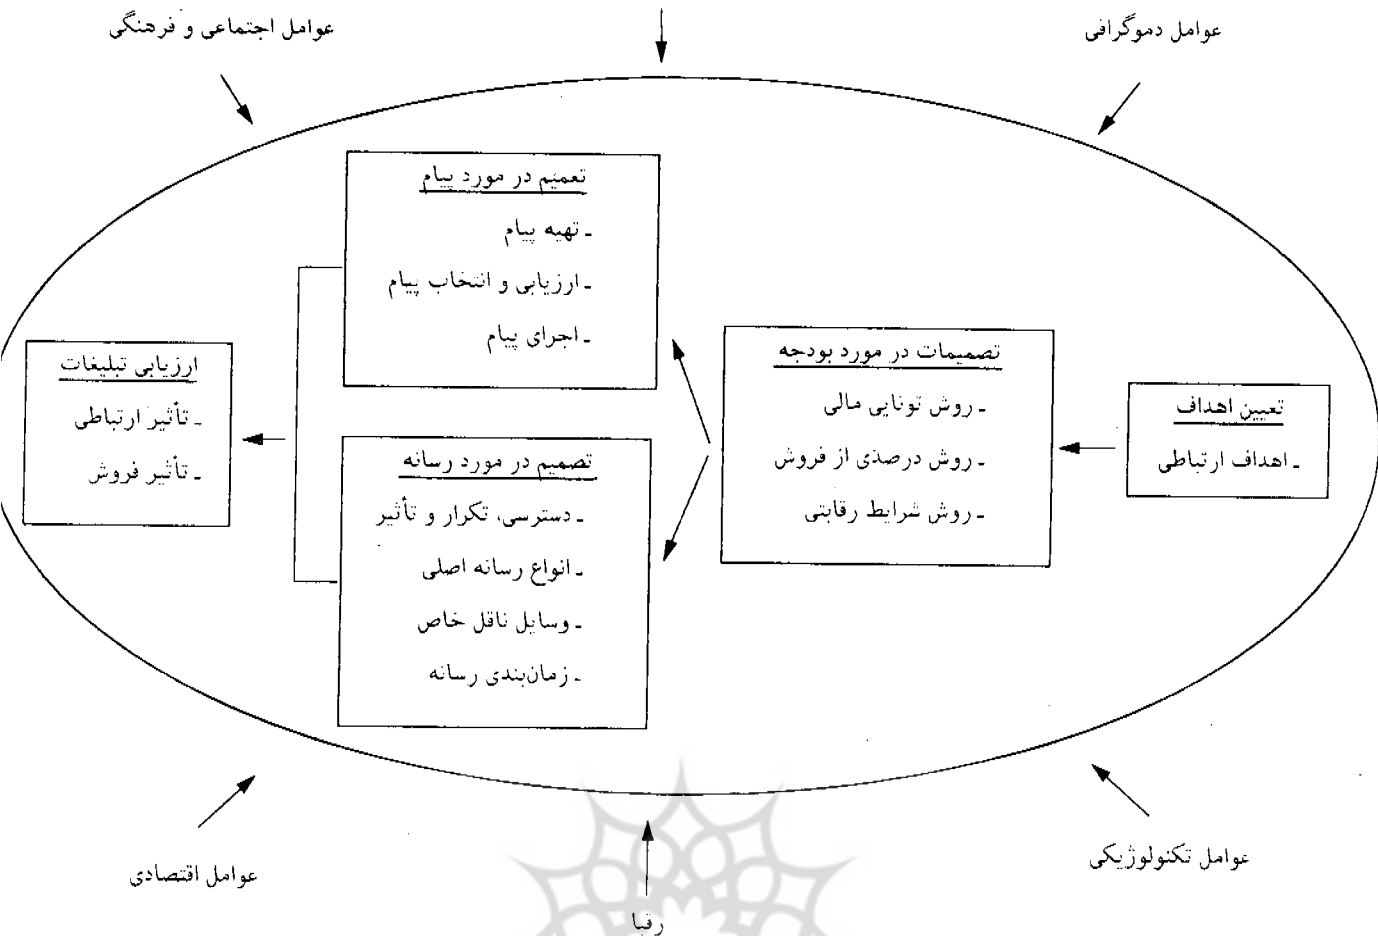 عوامل دموگرافی
عوامل اجتماعی و فرهنگی
تعیین اهداف
ـ اهداف ارتباطی
تصمیمات در مورد بودجه
ـ روش تونایی مالی
ـ روش درصدی از فروش
ـ روش شرایط رقابتی
تعمیم در مورد پیام
ـ تهیه پیام
ـ ارزیابی و انتخاب پیام
ـ اجرای پیام
تصمیم در مورد رسانه
ـ دسترسی، تکرار و تأثیر
ـ انواع رسانه اصلی
ـ وسایل ناقل خاص
ـ زمان‌بندی رسانه
ارزیابی تبلیغات
ـ تأثیر ارتباطی
ـ تأثیر فروش
عوامل تکنولوژیکی
رقبا
عوامل اقتصادی